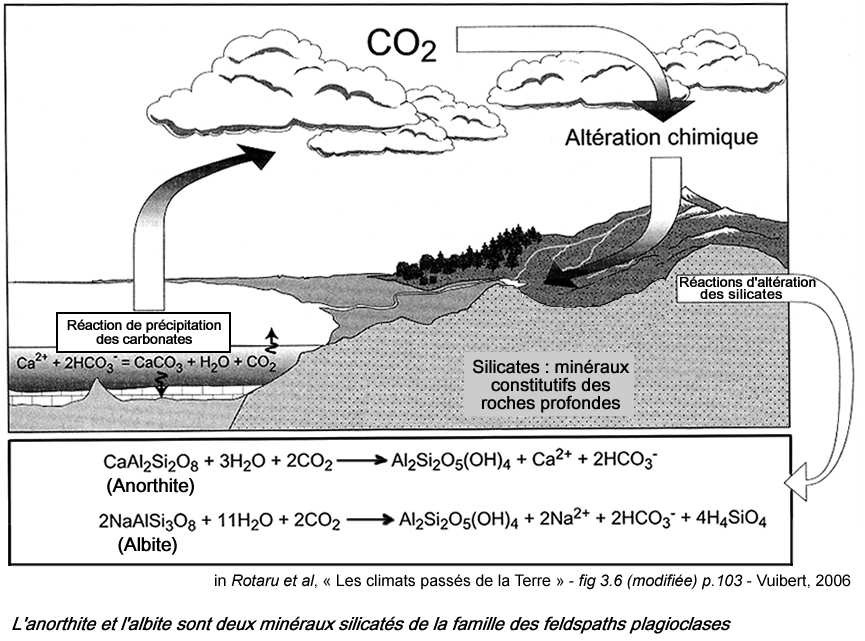 CO₂
Altération chimique
Réactions d'altération
des silicates
Réaction de précipitation
des carbonates
Ca²⁺ + 2HCO₃⁻ = CaCO₃ + H₂O + CO₂
Silicates : minéraux
constitutifs des
roches profondes
CaAl₂Si₂O₈ + 3H₂O + 2CO₂ → Al₂Si₂O₅(OH)₄ + Ca²⁺ + 2HCO₃⁻
(Anorthite)
2NaAlSi₃O₈ + 11H₂O + 2CO₂ → Al₂Si₂O₅(OH)₄ + 2Na⁺ + 2HCO₃⁻ + 4H₄SiO₄
(Albite)
in Rotaru et al, « Les climats passés de la Terre » - fig 3.6 (modifiée) p.103 - Vuibert, 2006
L'anorthite et l'albite sont deux minéraux silicatés de la famille des feldspaths plagioclases